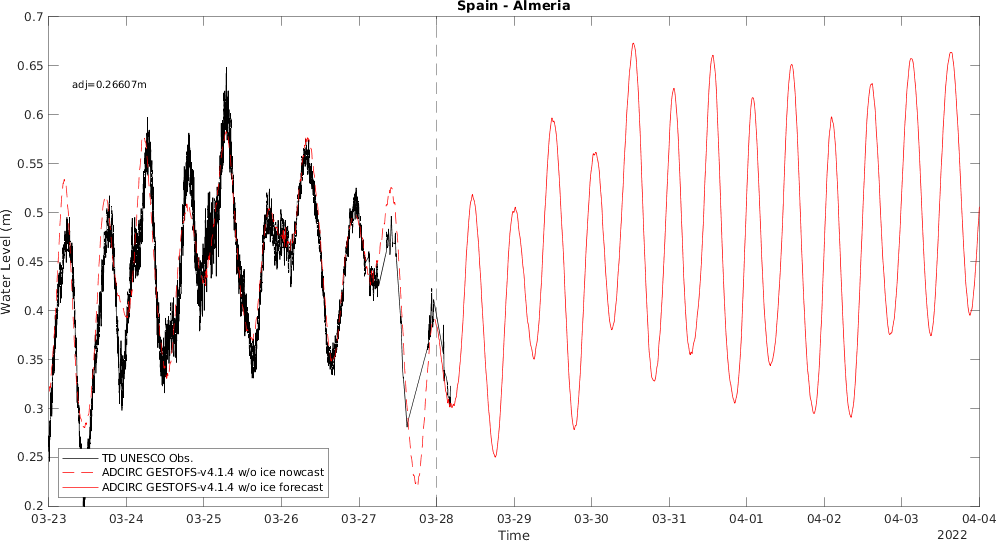 Spain - Almeria
0.7
0.65
0.6
0.55
0.5
0.45
0.4
0.35
0.3
0.25
0.2
Water Level (m)
adj=0.26607m
TD UNESCO Obs.
ADCIRC GESTOFS-v4.1.4 w/o ice nowcast
ADCIRC GESTOFS-v4.1.4 w/o ice forecast
03-23 03-24 03-25 03-26 03-27 03-28 03-29 03-30 03-31 04-01 04-02 04-03 04-04
Time
2022